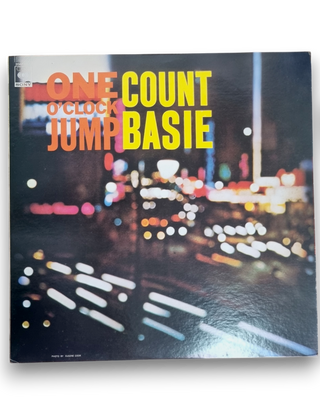 ONE
O'CLOCK
JUMP
COUNT
BASIE